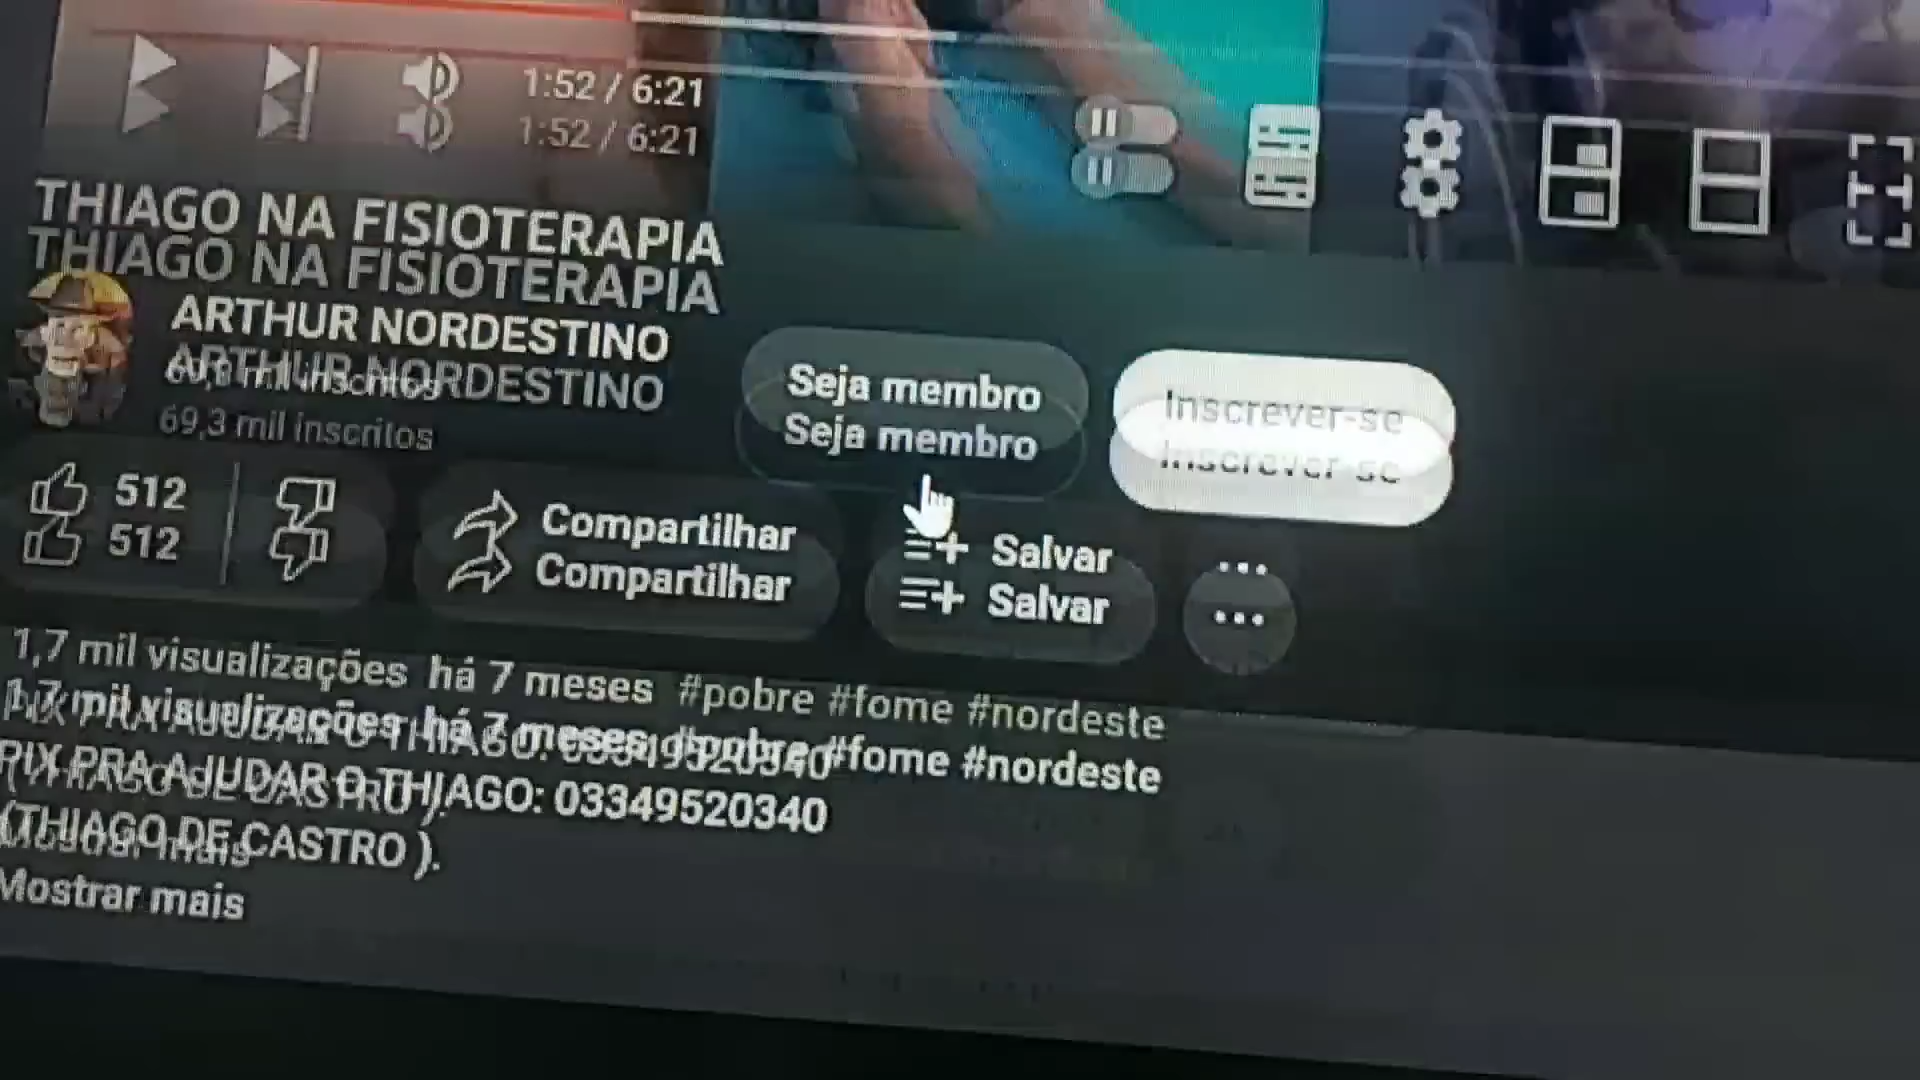 1:52 / 6:21
THIAGO NA FISIOTERAPIA
ARTHUR NORDESTINO
69,3 mil inscritos
Seja membro
Inscrever-se
512
Compartilhar
Salvar
1,7 mil visualizações há 7 meses #pobre #fome #nordeste
PIX PRA AJUDAR O THIAGO: 03349520340
(THIAGO DE CASTRO ).
Mostrar mais